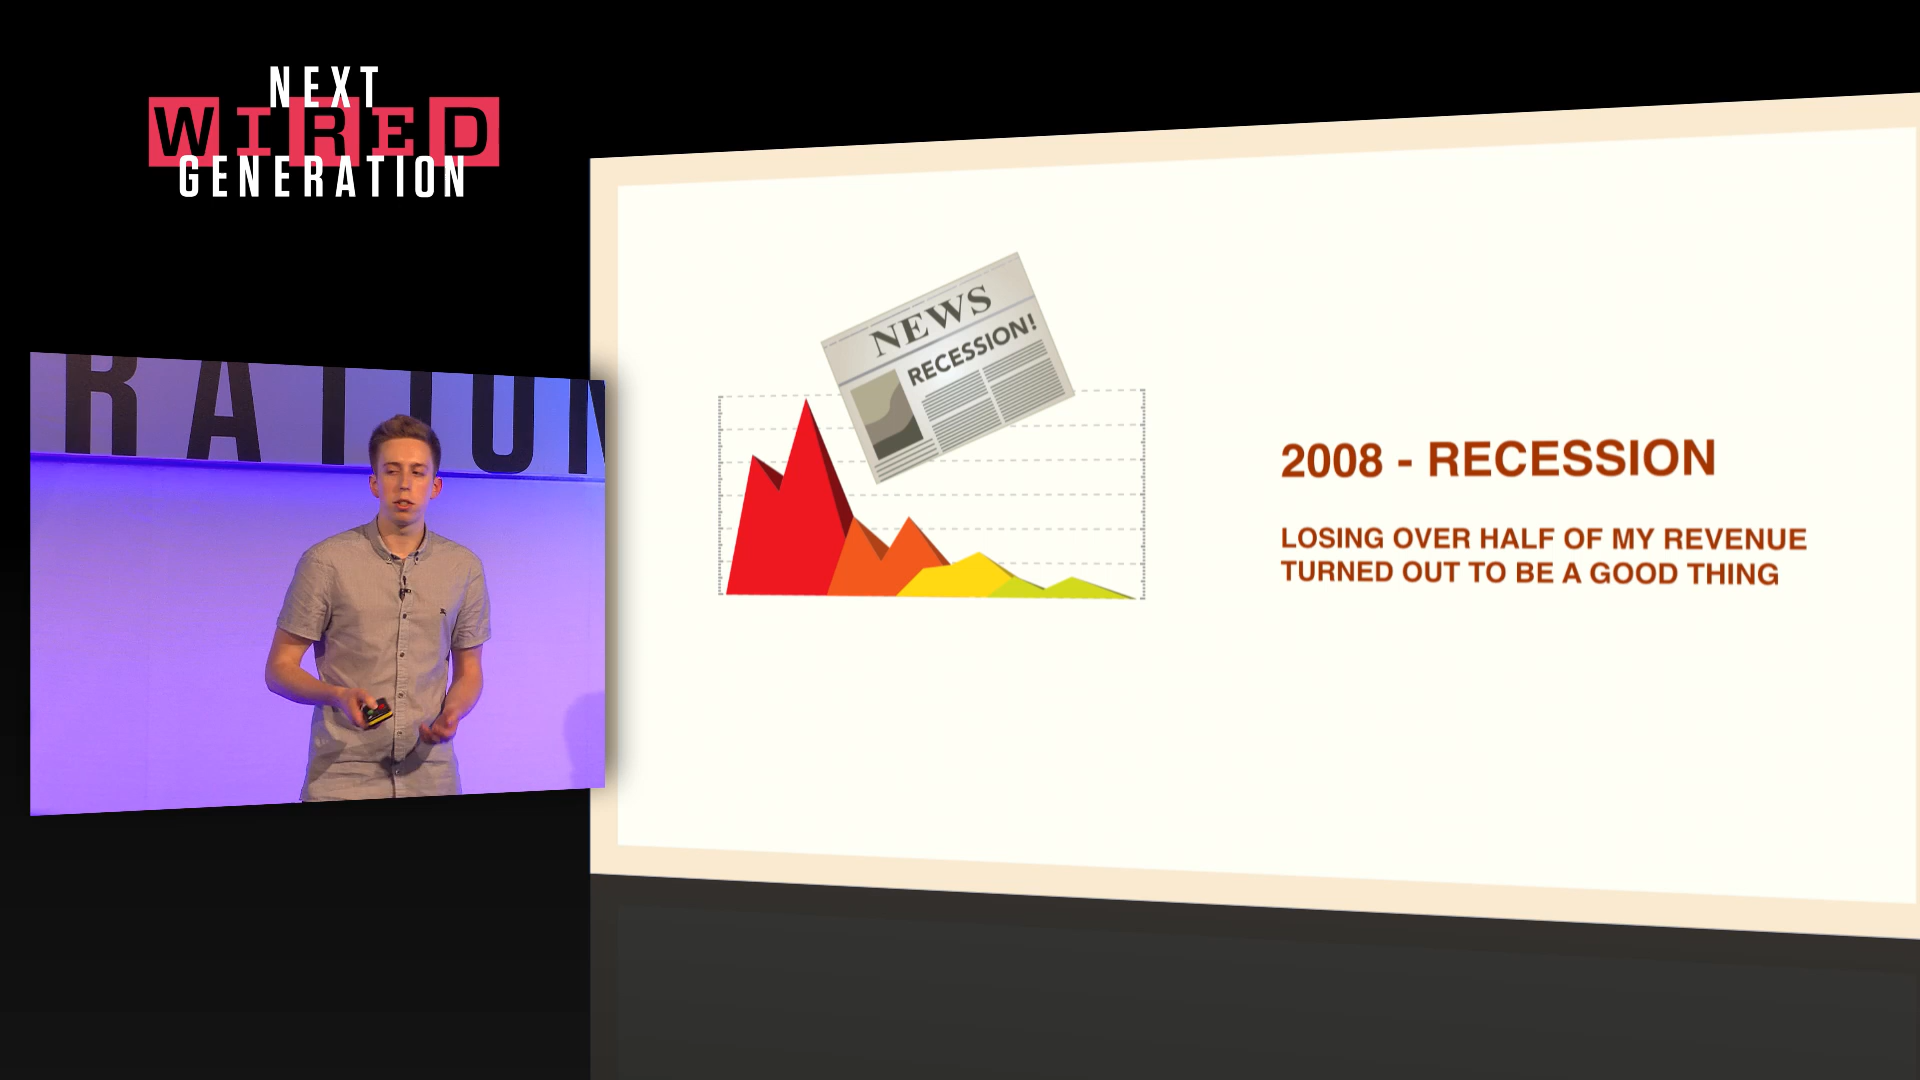 NEXT
WIRED
GENERATION
RATION
NEWS
RECESSION!
2008 - RECESSION
LOSING OVER HALF OF MY REVENUE
TURNED OUT TO BE A GOOD THING